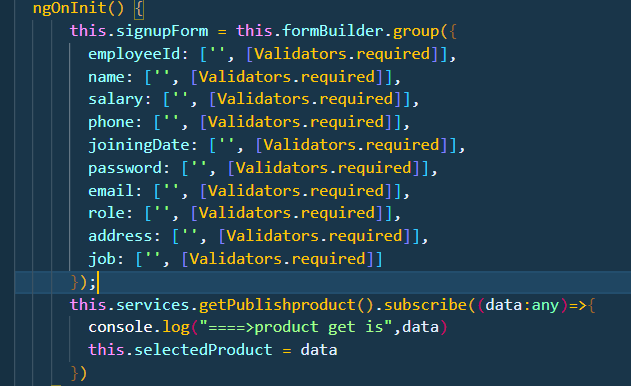 ngOnInit() {
this.signupForm = this.formBuilder.group({
employeeId: ['', [Validators.required]],
name: ['', [Validators.required]],
salary: ['', [Validators.required]],
phone: ['', [Validators.required]],
joiningDate: ['', [Validators.required]],
password: ['', [Validators.required]],
email: ['', [Validators.required]],
role: ['', [Validators.required]],
address: ['', [Validators.required]],
job: ['', [Validators.required]]
});
this.services.getPublishproduct().subscribe((data:any)=>{
console.log("====>product get is",data)
this.selectedProduct = data
})